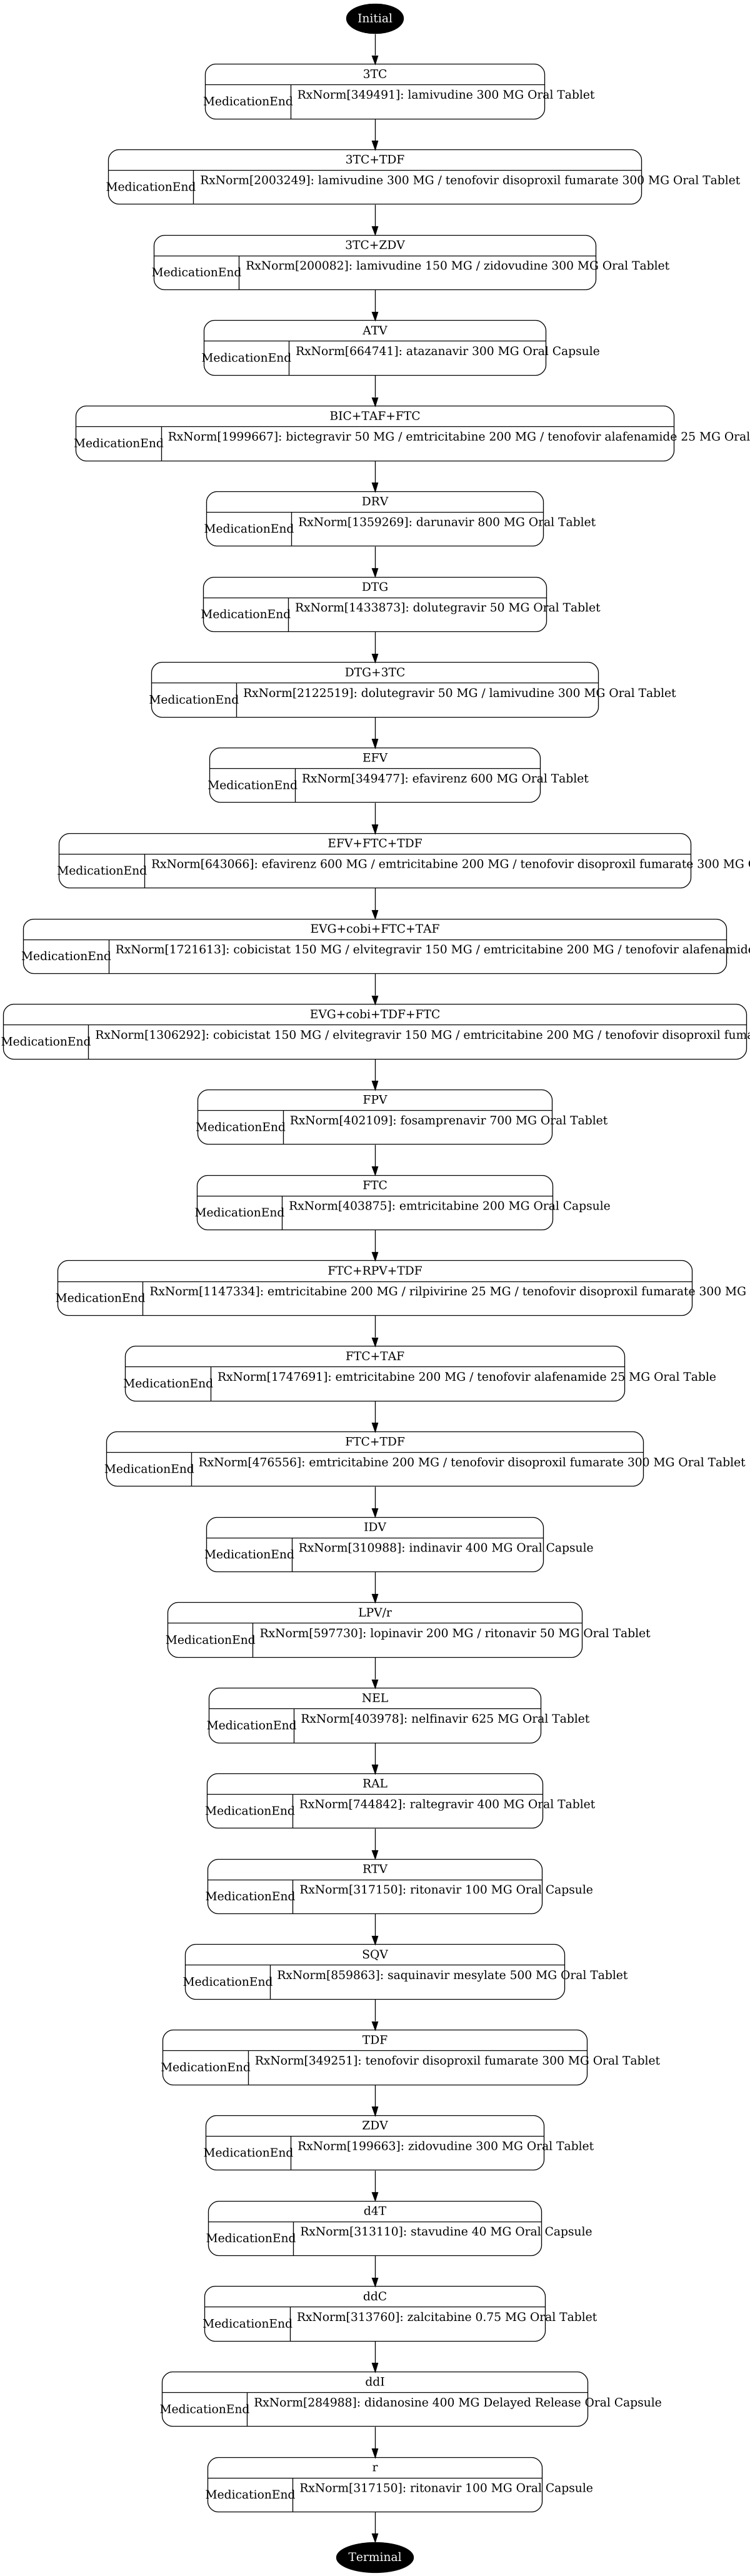 Initial
3TC
MedicationEnd RxNorm[349491]: lamivudine 300 MG Oral Tablet
3TC+TDF
MedicationEnd RxNorm[2003249]: lamivudine 300 MG / tenofovir disoproxil fumarate 300 MG Oral Tablet
3TC+ZDV
MedicationEnd RxNorm[200082]: lamivudine 150 MG / zidovudine 300 MG Oral Tablet
ATV
MedicationEnd RxNorm[664741]: atazanavir 300 MG Oral Capsule
BIC+TAF+FTC
MedicationEnd RxNorm[1999667]: bictegravir 50 MG / emtricitabine 200 MG / tenofovir alafenamide 25 MG Oral
DRV
MedicationEnd RxNorm[1359269]: darunavir 800 MG Oral Tablet
DTG
MedicationEnd RxNorm[1433873]: dolutegravir 50 MG Oral Tablet
DTG+3TC
MedicationEnd RxNorm[2122519]: dolutegravir 50 MG / lamivudine 300 MG Oral Tablet
EFV
MedicationEnd RxNorm[349477]: efavirenz 600 MG Oral Tablet
EFV+FTC+TDF
MedicationEnd RxNorm[643066]: efavirenz 600 MG / emtricitabine 200 MG / tenofovir disoproxil fumarate 300 MG
EVG+cobi+FTC+TAF
MedicationEnd RxNorm[1721613]: cobicistat 150 MG / elvitegravir 150 MG / emtricitabine 200 MG / tenofovir alafenamide
EVG+cobi+TDF+FTC
MedicationEnd RxNorm[1306292]: cobicistat 150 MG / elvitegravir 150 MG / emtricitabine 200 MG / tenofovir disoproxil
FPV
MedicationEnd RxNorm[402109]: fosamprenavir 700 MG Oral Tablet
FTC
MedicationEnd RxNorm[403875]: emtricitabine 200 MG Oral Capsule
FTC+RPV+TDF
MedicationEnd RxNorm[1147334]: emtricitabine 200 MG / rilpivirine 25 MG / tenofovir disoproxil fumarate 300 MG
FTC+TAF
MedicationEnd RxNorm[1747691]: emtricitabine 200 MG / tenofovir alafenamide 25 MG Oral Table
FTC+TDF
MedicationEnd RxNorm[476556]: emtricitabine 200 MG / tenofovir disoproxil fumarate 300 MG Oral Tablet
IDV
MedicationEnd RxNorm[310988]: indinavir 400 MG Oral Capsule
LPV/r
MedicationEnd RxNorm[597730]: lopinavir 200 MG / ritonavir 50 MG Oral Tablet
NEL
MedicationEnd RxNorm[403978]: nelfinavir 625 MG Oral Tablet
RAL
MedicationEnd RxNorm[744842]: raltegravir 400 MG Oral Tablet
RTV
MedicationEnd RxNorm[317150]: ritonavir 100 MG Oral Capsule
SQV
MedicationEnd RxNorm[859863]: saquinavir mesylate 500 MG Oral Tablet
TDF
MedicationEnd RxNorm[349251]: tenofovir disoproxil fumarate 300 MG Oral Tablet
ZDV
MedicationEnd RxNorm[199663]: zidovudine 300 MG Oral Tablet
d4T
MedicationEnd RxNorm[313110]: stavudine 40 MG Oral Capsule
ddC
MedicationEnd RxNorm[313760]: zalcitabine 0.75 MG Oral Tablet
ddI
MedicationEnd RxNorm[284988]: didanosine 400 MG Delayed Release Oral Capsule
r
MedicationEnd RxNorm[317150]: ritonavir 100 MG Oral Capsule
Terminal